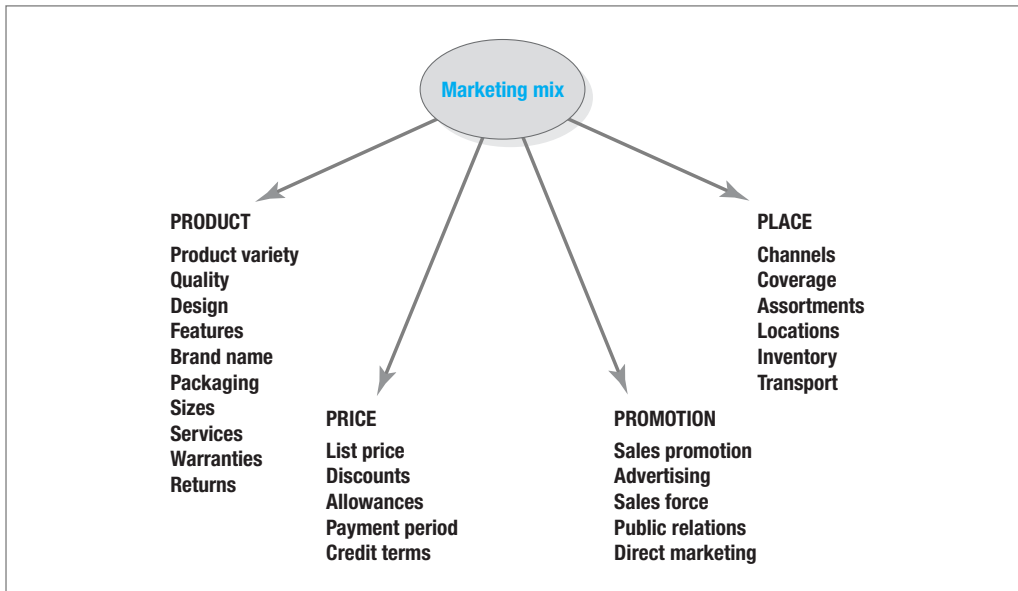 Marketing mix
PRODUCT
Product variety
Quality
Design
Features
Brand name
Packaging
Sizes
Services
Warranties
Returns
PRICE
List price
Discounts
Allowances
Payment period
Credit terms
PROMOTION
Sales promotion
Advertising
Sales force
Public relations
Direct marketing
PLACE
Channels
Coverage
Assortments
Locations
Inventory
Transport